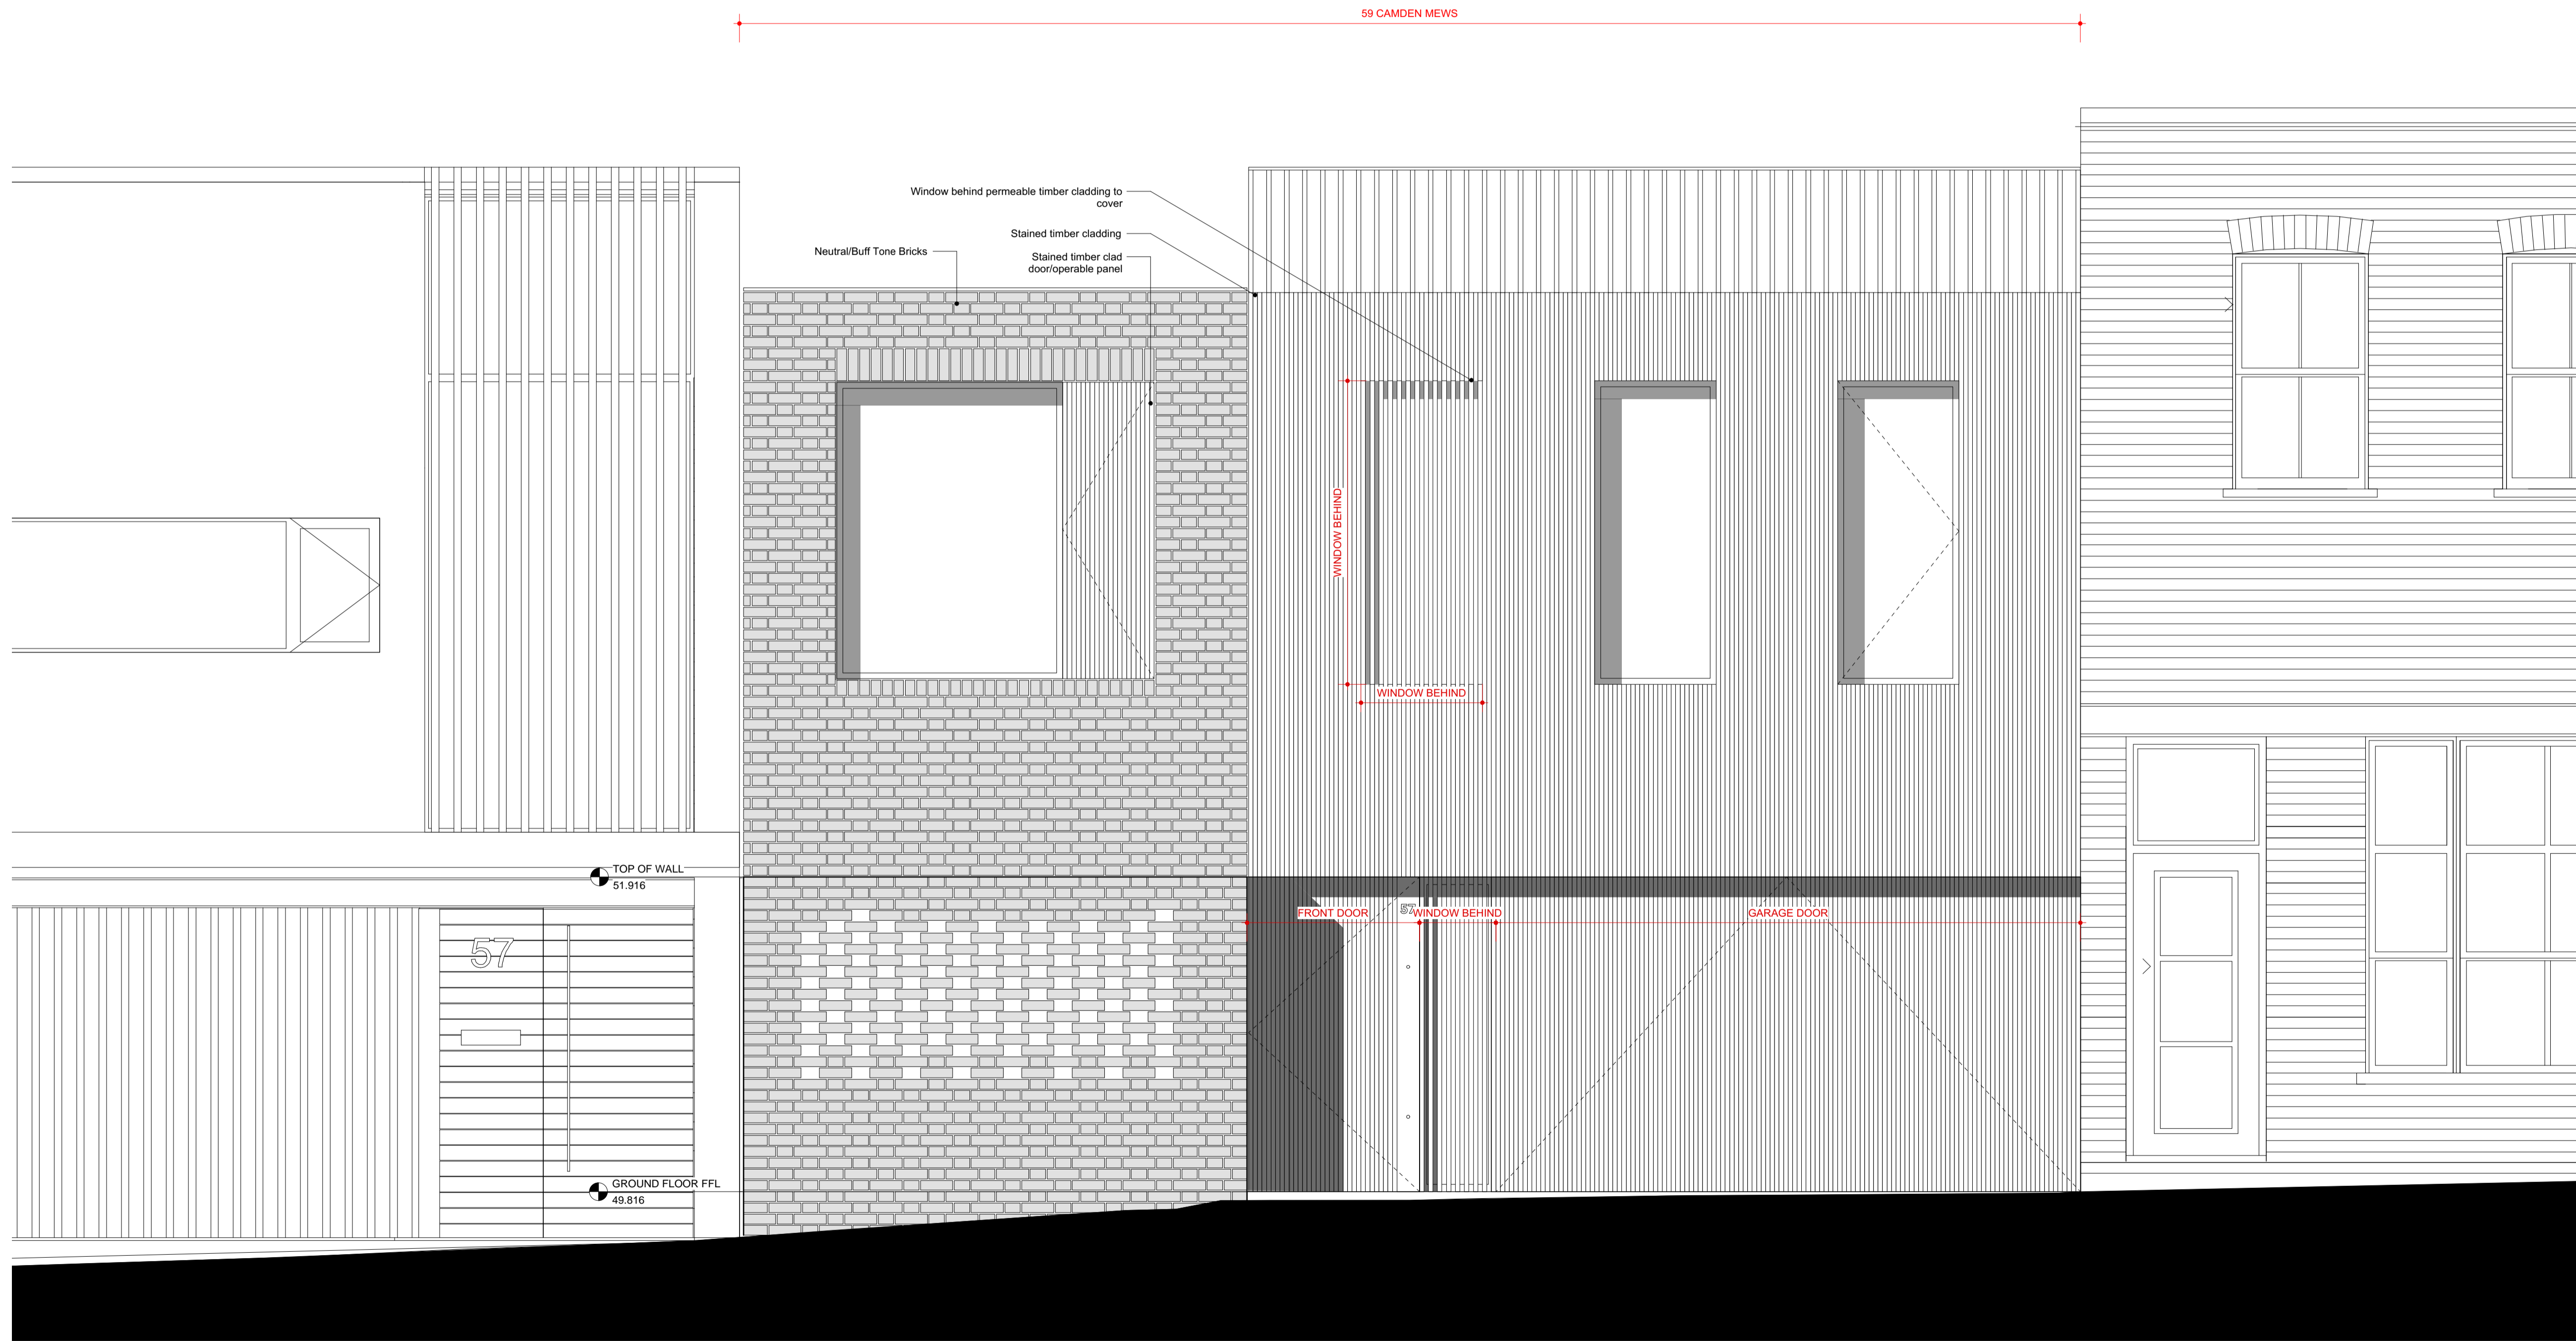 59 CAMDEN MEWS
Window behind permeable timber cladding to
cover
Stained timber cladding
Neutral/Buff Tone Bricks
Stained timber clad
door/operable panel
WINDOW BEHIND
WINDOW BEHIND
TOP OF WALL
51.916
FRONT DOOR
57
WINDOW BEHIND
GARAGE DOOR
57
GROUND FLOOR FFL
49.816